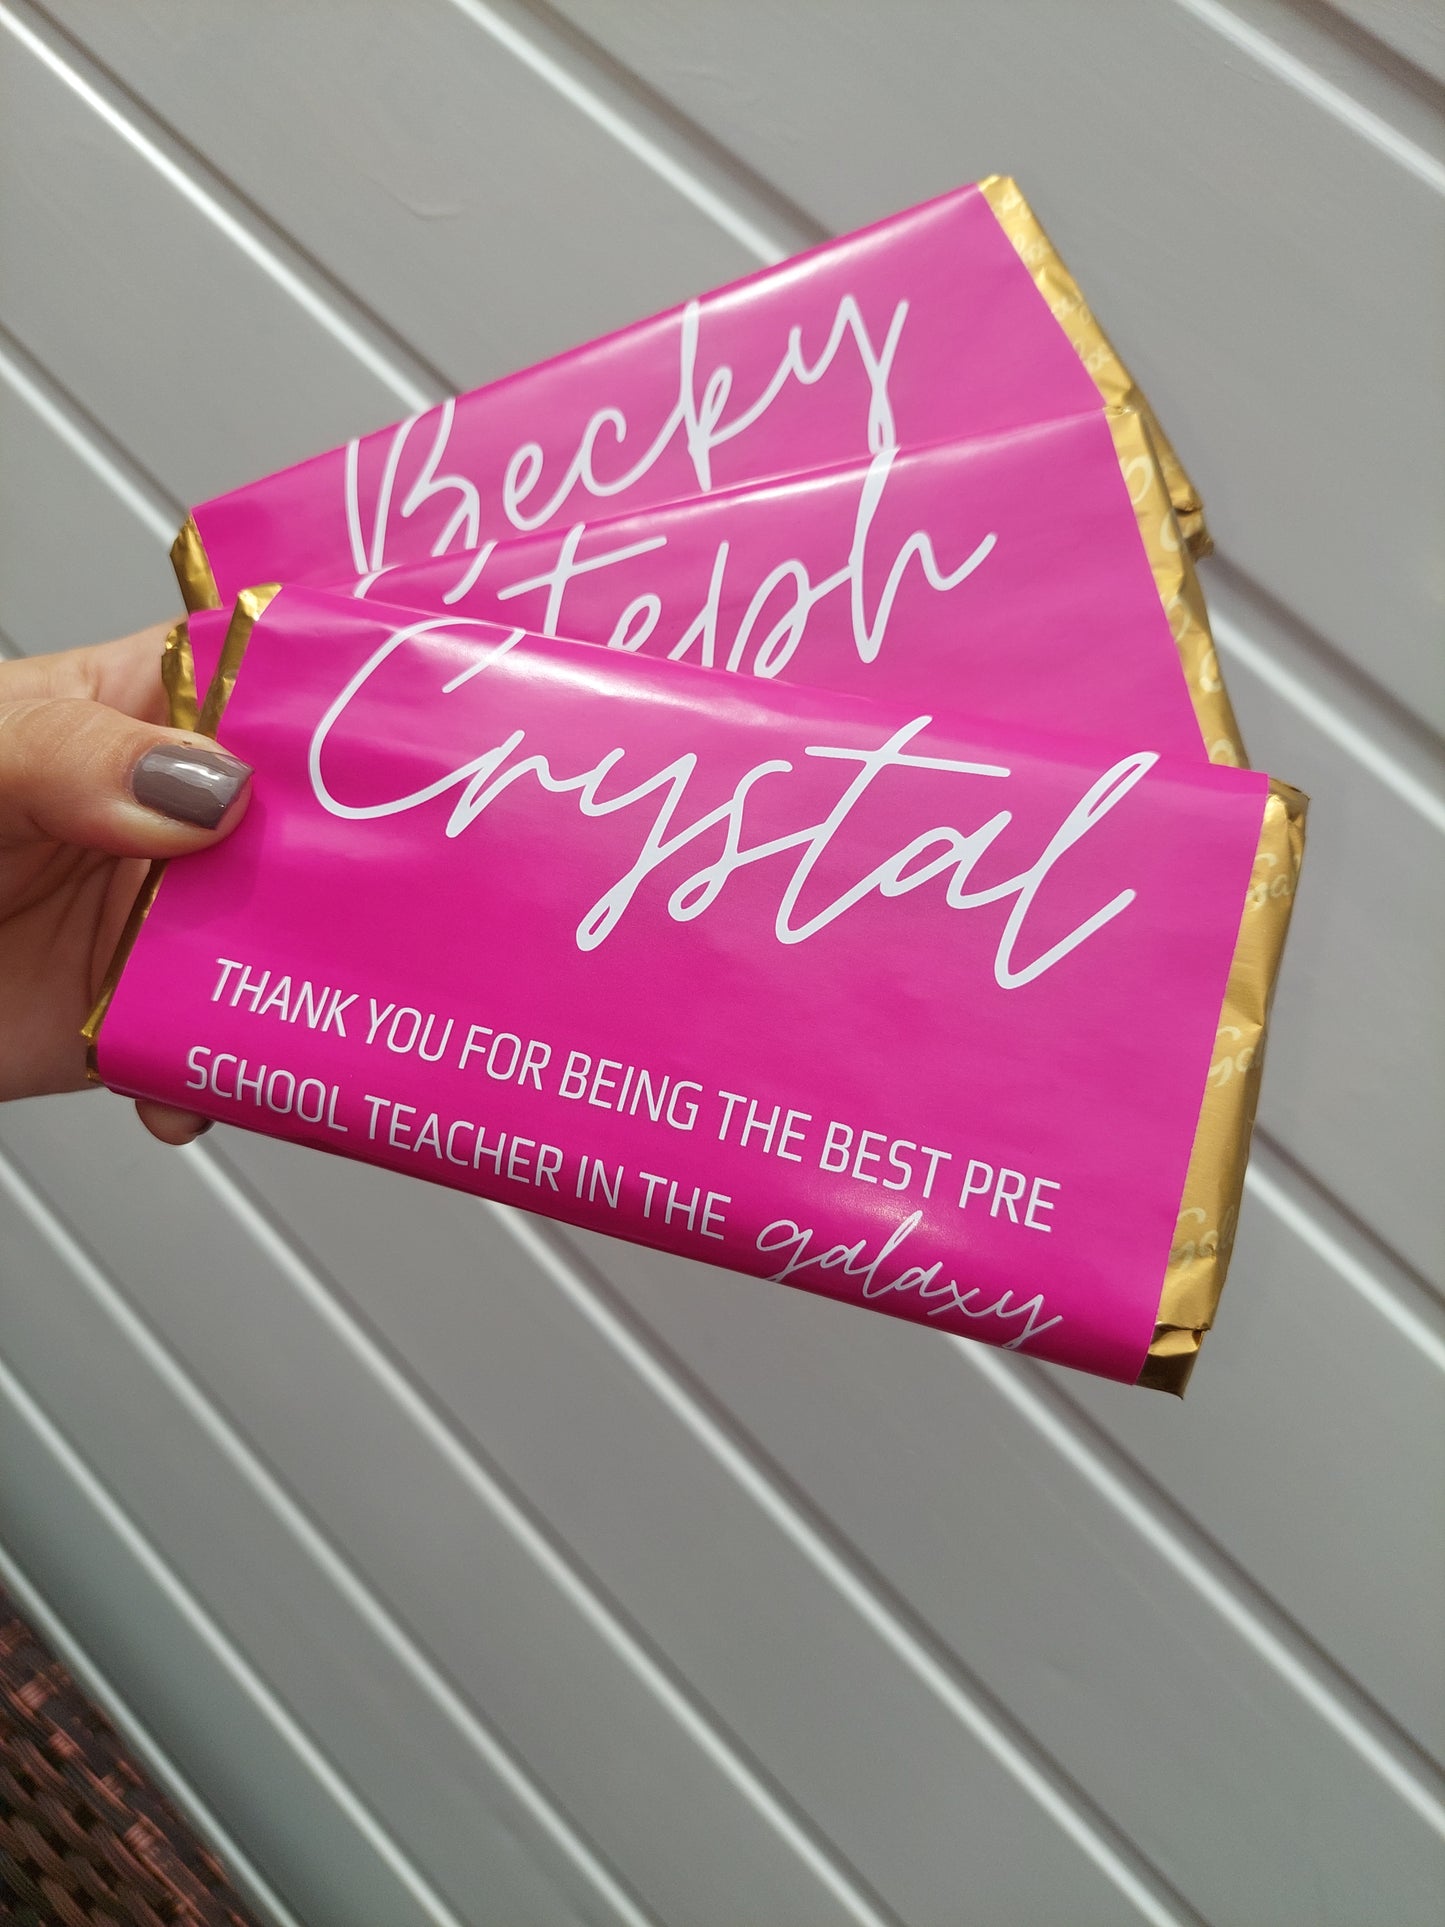 Becky
Steph
Crystal
THANK YOU FOR BEING THE BEST PRE
SCHOOL TEACHER IN THE galaxy